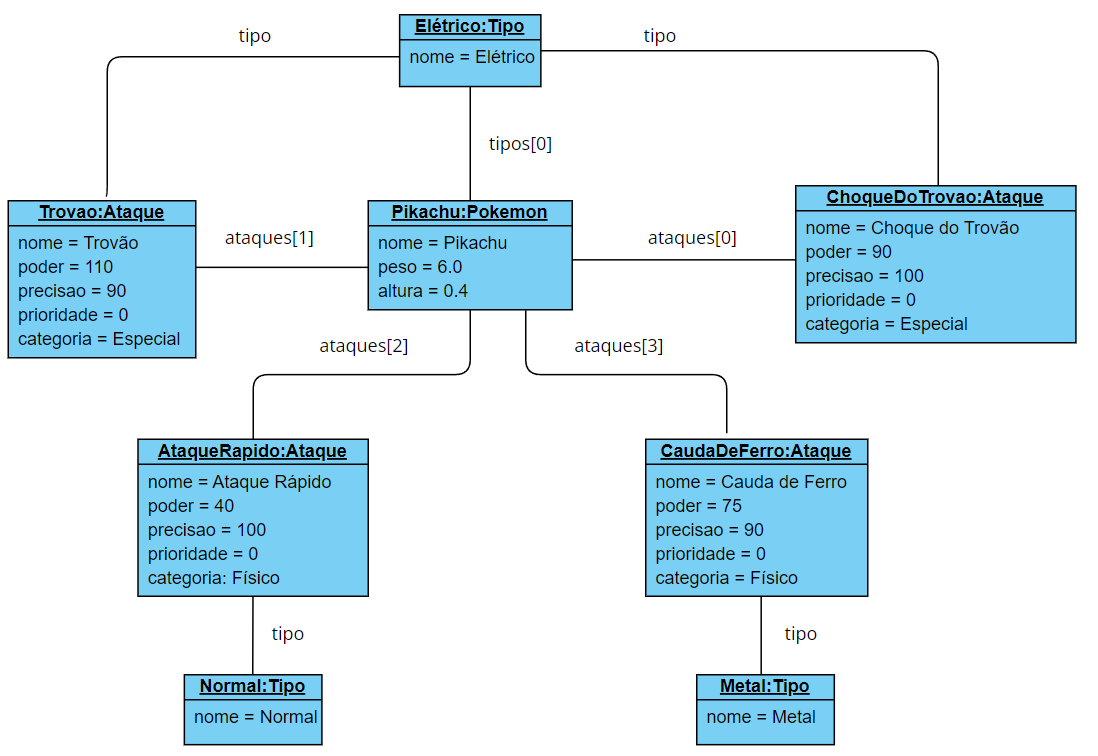 Elétrico:Tipo
nome = Elétrico
tipo
tipo
tipos[0]
Trovao:Ataque
nome = Trovão
poder = 110
precisao = 90
prioridade = 0
categoria = Especial
ataques[1]
Pikachu:Pokemon
nome = Pikachu
peso = 6.0
altura = 0.4
ataques[0]
ChoqueDoTrovao:Ataque
nome = Choque do Trovão
poder = 90
precisao = 100
prioridade = 0
categoria = Especial
ataques[2]
ataques[3]
AtaqueRapido:Ataque
nome = Ataque Rápido
poder = 40
precisao = 100
prioridade = 0
categoria: Físico
CaudaDeFerro:Ataque
nome = Cauda de Ferro
poder = 75
precisao = 90
prioridade = 0
categoria = Físico
tipo
tipo
Normal:Tipo
nome = Normal
Metal:Tipo
nome = Metal